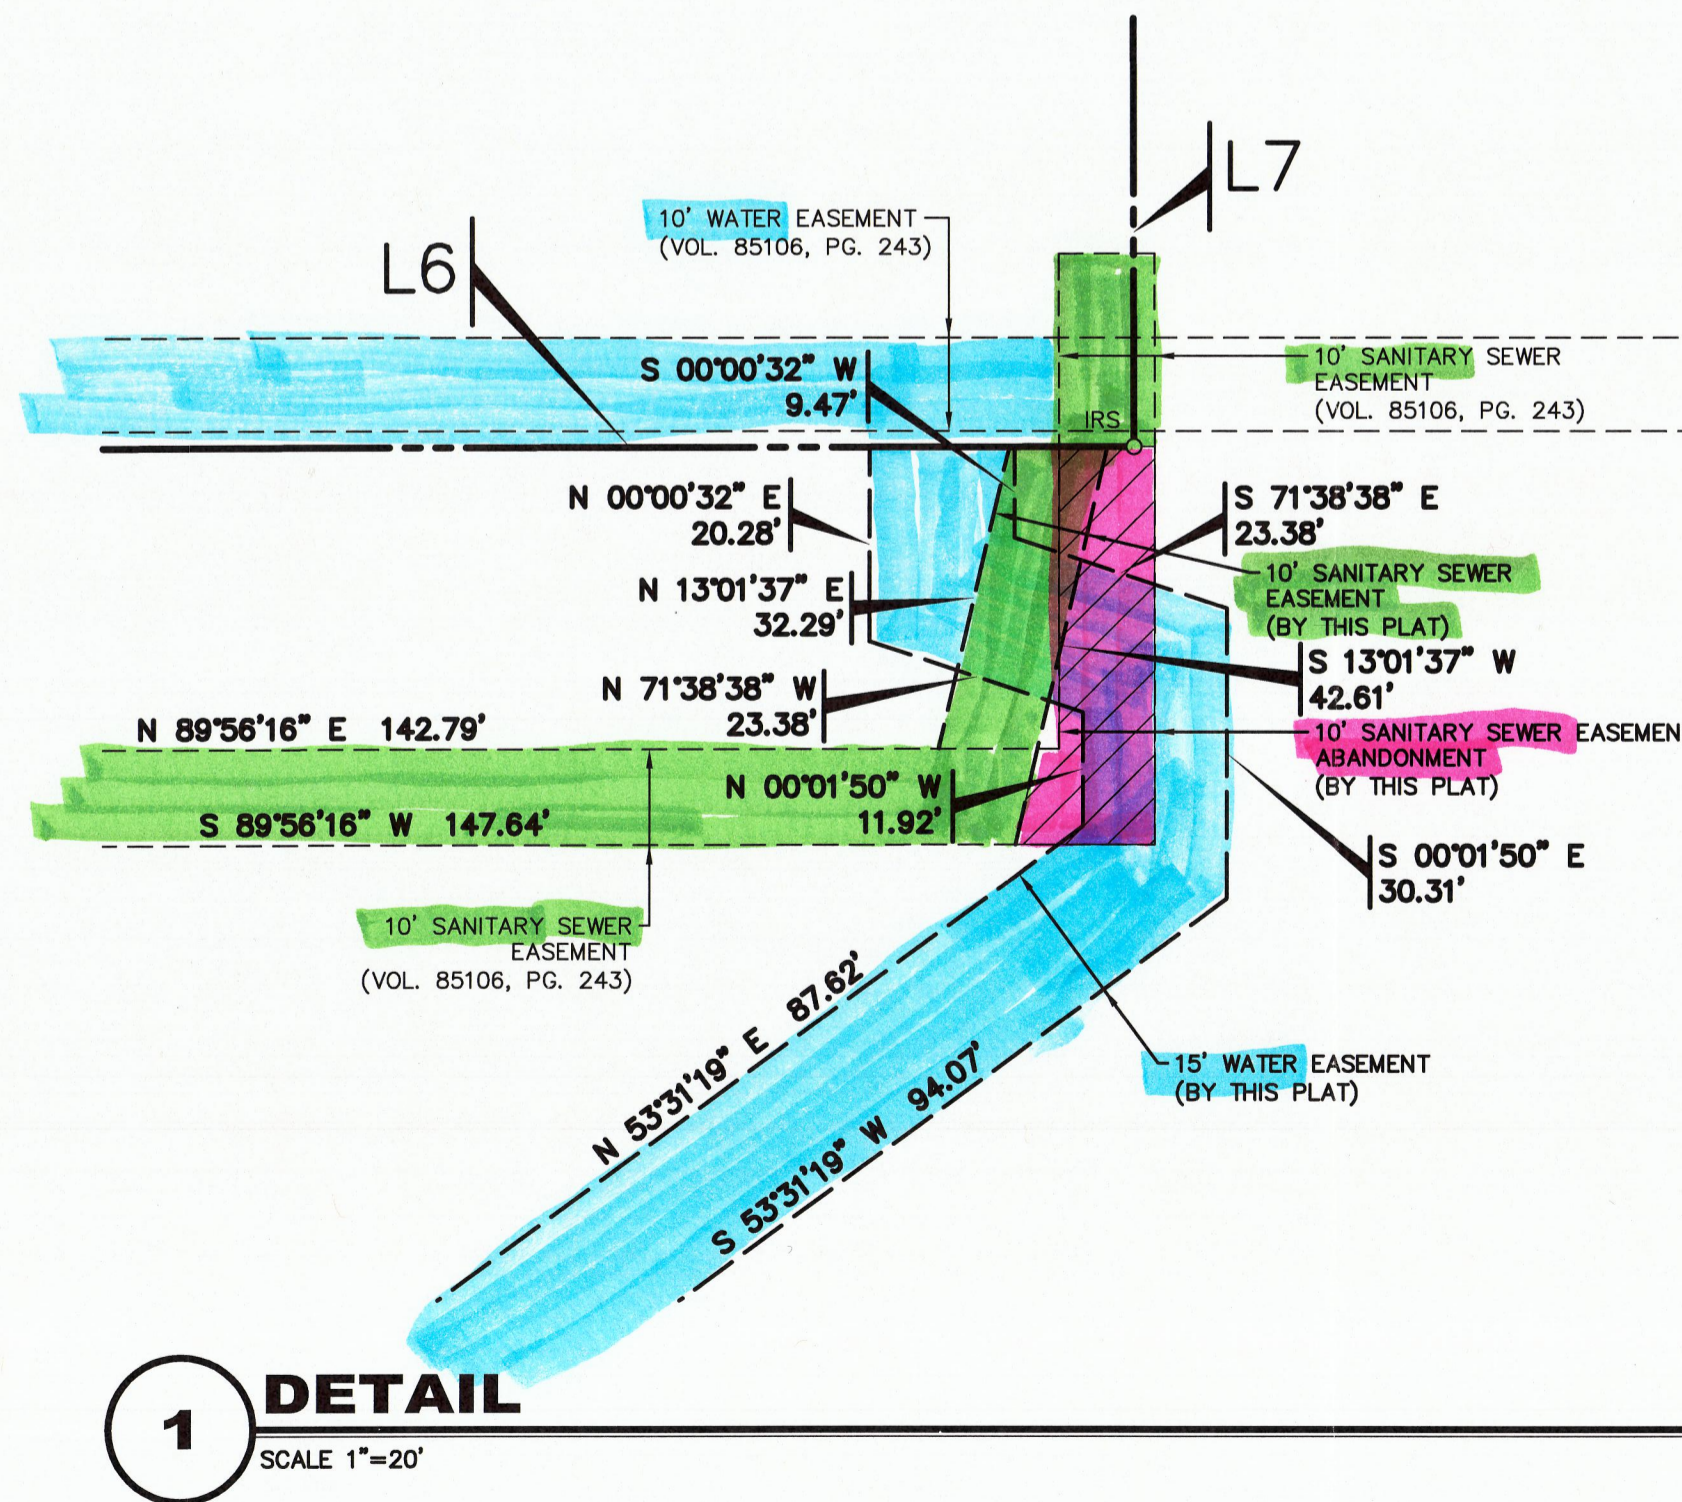 L7
10' WATER EASEMENT
(VOL. 85106, PG. 243)
L6
S 00°00'32" W
9.47'
10' SANITARY SEWER
EASEMENT
(VOL. 85106, PG. 243)
IRS
N 00°00'32" E
20.28'
S 71°38'38" E
23.38'
N 13°01'37" E
32.29'
10' SANITARY SEWER
EASEMENT
(BY THIS PLAT)
S 13°01'37" W
42.61'
N 71°38'38" W
23.38'
N 89°56'16" E 142.79'
10' SANITARY SEWER EASEMEN
ABANDONMENT
(BY THIS PLAT)
N 00°01'50" W
11.92'
S 89°56'16" W 147.64'
S 00°01'50" E
30.31'
10' SANITARY SEWER
EASEMENT
(VOL. 85106, PG. 243)
N 53°31'19" E 87.62'
15' WATER EASEMENT
(BY THIS PLAT)
S 53°31'19" W 94.07'
1
DETAIL
SCALE 1"=20'